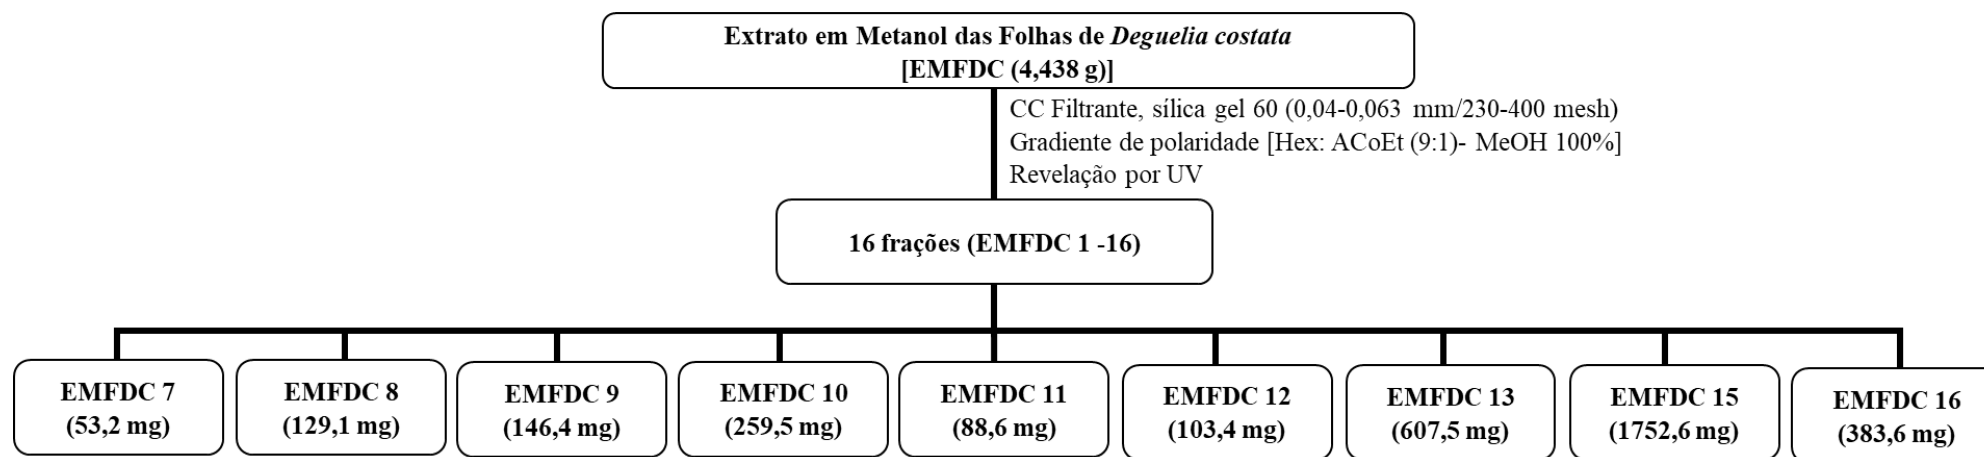 Extrato em Metanol das Folhas de Deguelia costata
[EMFDC (4,438 g)]
CC Filtrante, sílica gel 60 (0,04-0,063 mm/230-400 mesh)
Gradiente de polaridade [Hex: ACoEt (9:1)- MeOH 100%]
Revelação por UV
16 frações (EMFDC 1 -16)
EMFDC 7
(53,2 mg)
EMFDC 8
(129,1 mg)
EMFDC 9
(146,4 mg)
EMFDC 10
(259,5 mg)
EMFDC 11
(88,6 mg)
EMFDC 12
(103,4 mg)
EMFDC 13
(607,5 mg)
EMFDC 15
(1752,6 mg)
EMFDC 16
(383,6 mg)